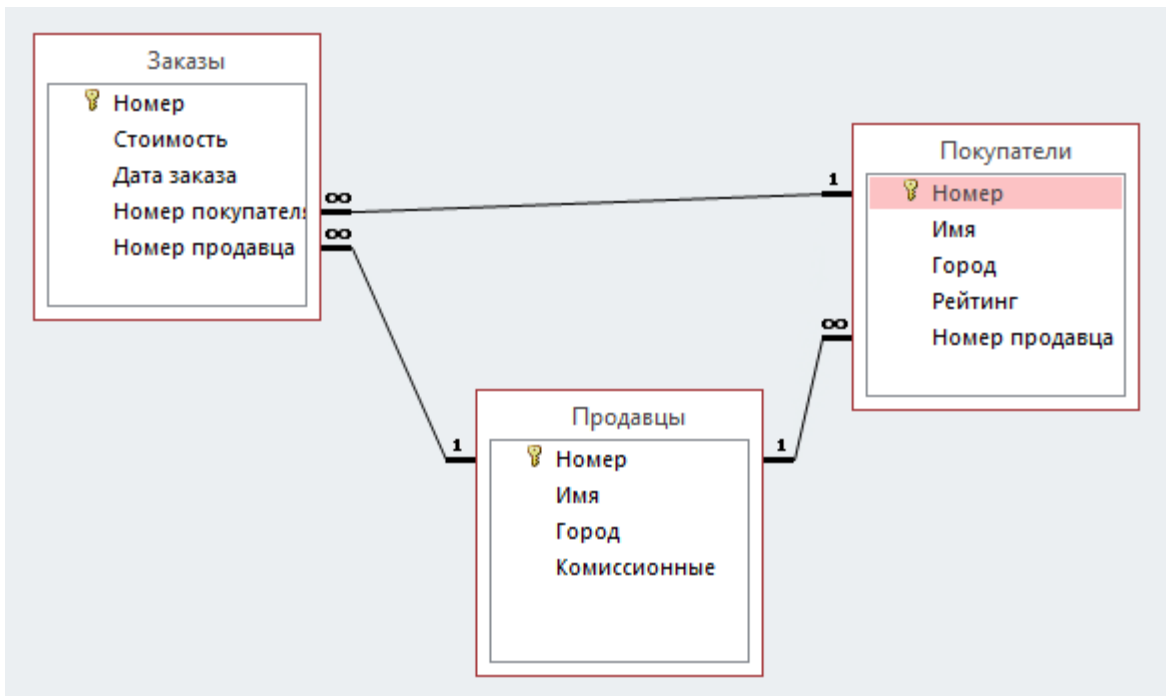 Заказы
Номер
Стоимость
Дата заказа
Номер покупател
Номер продавца
∞
∞
1
Покупатели
Номер
Имя
Город
Рейтинг
Номер продавца
∞
1
1
Продавцы
Номер
Имя
Город
Комиссионные